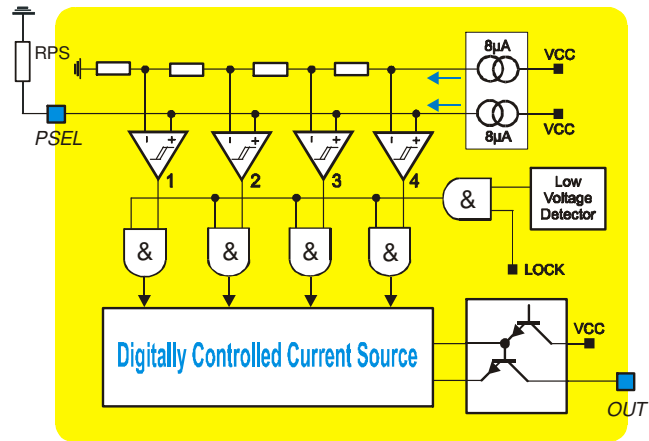 RPS
8µA
VCC
PSEL
- +
- +
- +
- +
8µA
VCC
1
2
3
4
&
Low
Voltage
Detector
&
&
&
&
LOCK
Digitally Controlled Current Source
VCC
OUT